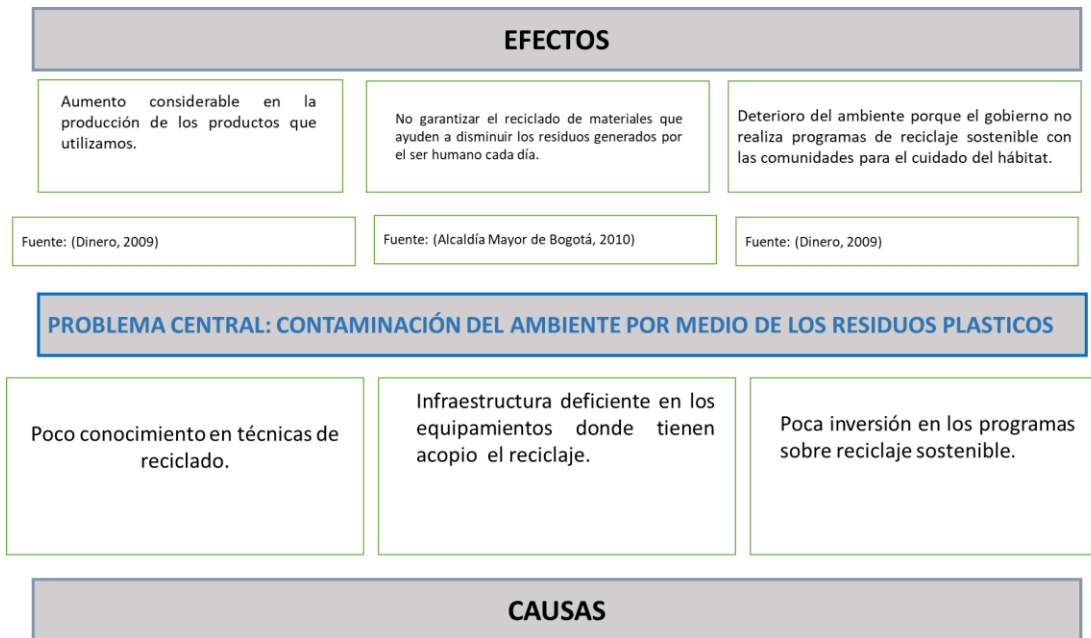 EFECTOS
Aumento considerable en la
producción de los productos que
utilizamos.
No garantizar el reciclado de materiales que
ayuden a disminuir los residuos generados por
el ser humano cada día.
Deterioro del ambiente porque el gobierno no
realiza programas de reciclaje sostenible con
las comunidades para el cuidado del hábitat.
Fuente: (Dinero, 2009)
Fuente: (Alcaldía Mayor de Bogotá, 2010)
Fuente: (Dinero, 2009)
PROBLEMA CENTRAL: CONTAMINACIÓN DEL AMBIENTE POR MEDIO DE LOS RESIDUOS PLASTICOS
Poco conocimiento en técnicas de
reciclado.
Infraestructura deficiente en los
equipamientos donde tienen
acopio el reciclaje.
Poca inversión en los programas
sobre reciclaje sostenible.
CAUSAS